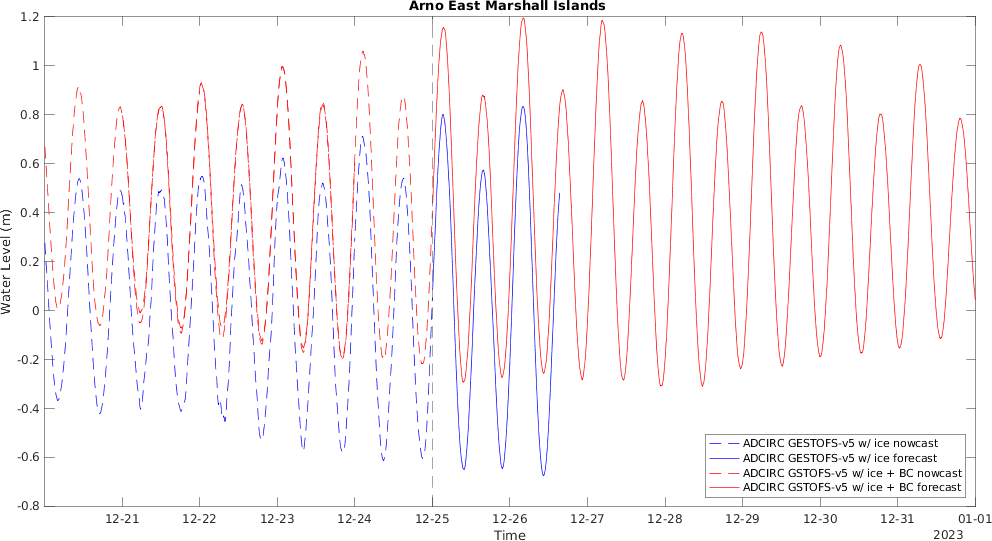 Arno East Marshall Islands
1.2
1
0.8
0.6
0.4
0.2
0
-0.2
-0.4
-0.6
-0.8
Water Level (m)
ADCIRC GESTOFS-v5 w/ ice nowcast
ADCIRC GESTOFS-v5 w/ ice forecast
ADCIRC GSTOFS-v5 w/ ice + BC nowcast
ADCIRC GSTOFS-v5 w/ ice + BC forecast
12-21 12-22 12-23 12-24 12-25 12-26 12-27 12-28 12-29 12-30 12-31 01-01
Time
2023